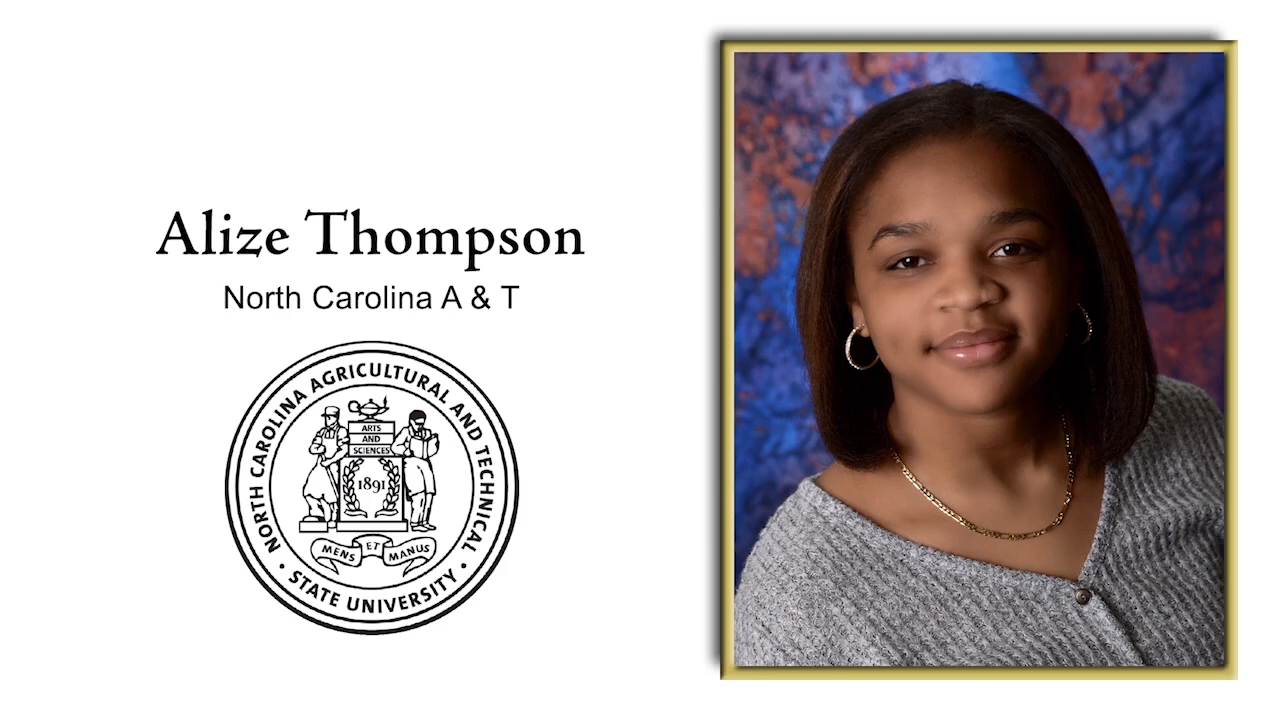 Alize Thompson
North Carolina A & T
NORTH CAROLINA AGRICULTURAL AND TECHNICAL
• STATE UNIVERSITY •
ARTS
AND
SCIENCES
1891
MENS ET MANUS